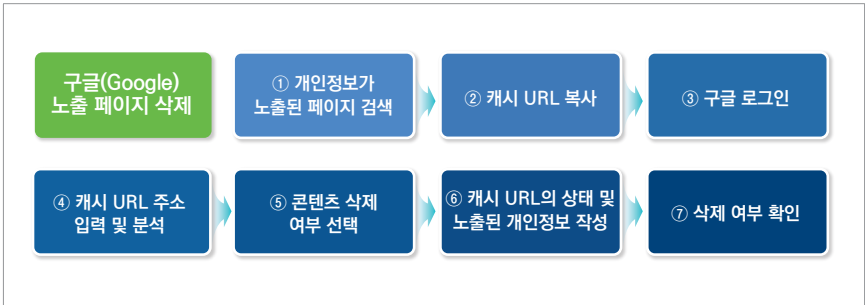 구글(Google)
노출 페이지 삭제
① 개인정보가
노출된 페이지 검색
② 캐시 URL 복사
③ 구글 로그인
④ 캐시 URL 주소
입력 및 분석
⑤ 콘텐츠 삭제
여부 선택
⑥ 캐시 URL의 상태 및
노출된 개인정보 작성
⑦ 삭제 여부 확인